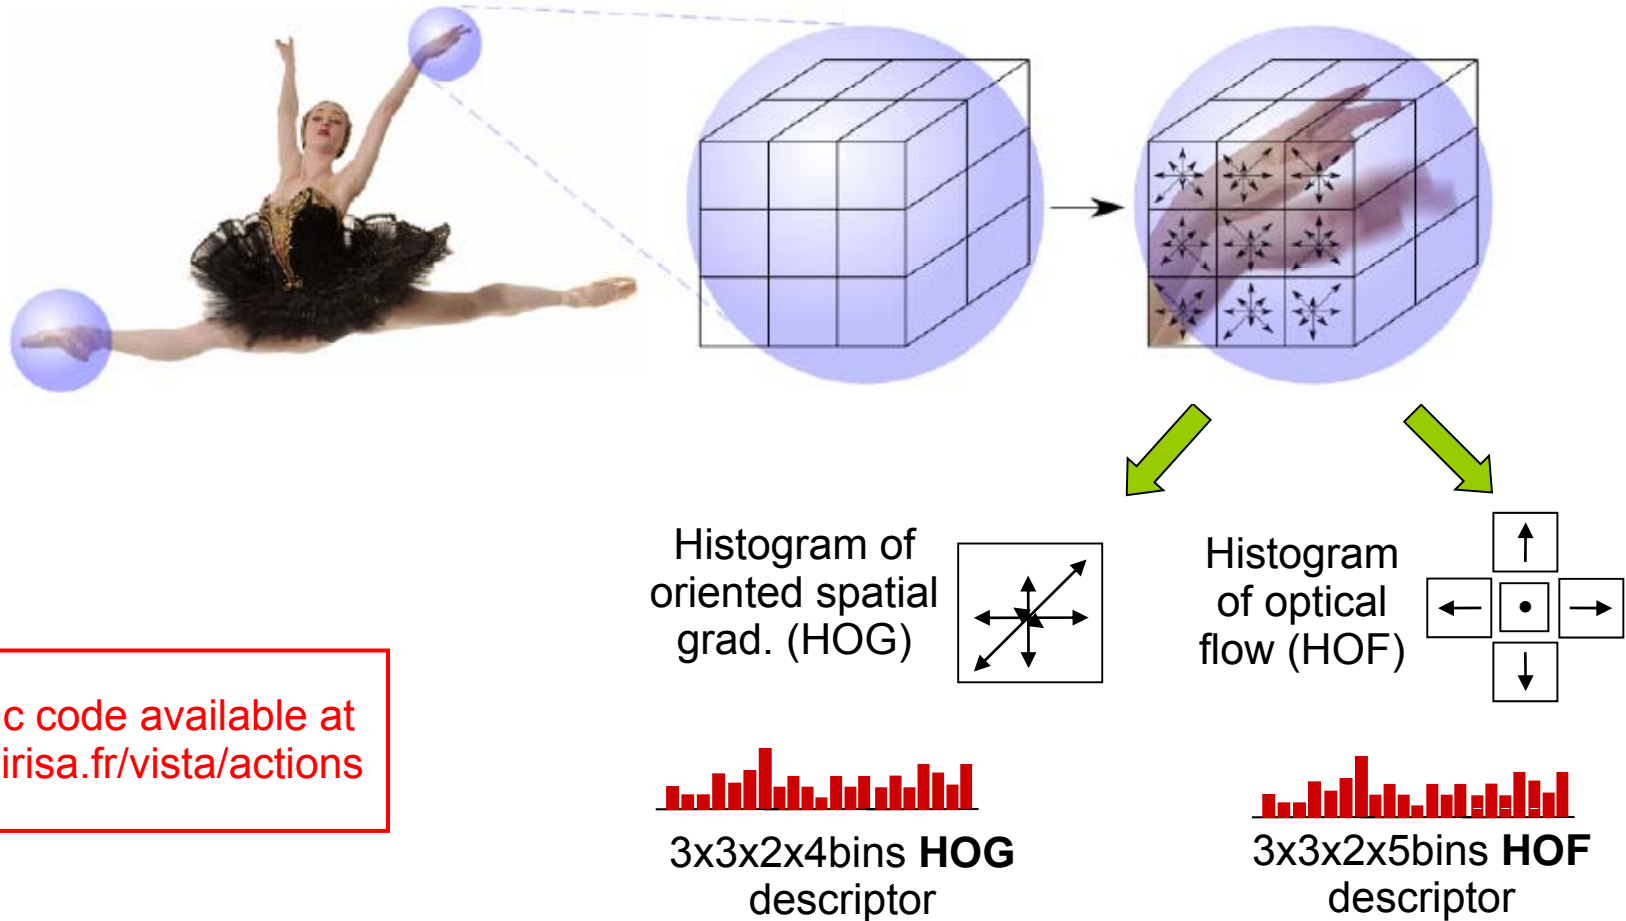 Histogram of
oriented spatial
grad. (HOG)
Histogram
of optical
flow (HOF)
c code available at
irisa.fr/vista/actions
3x3x2x4bins HOG
descriptor
3x3x2x5bins HOF
descriptor